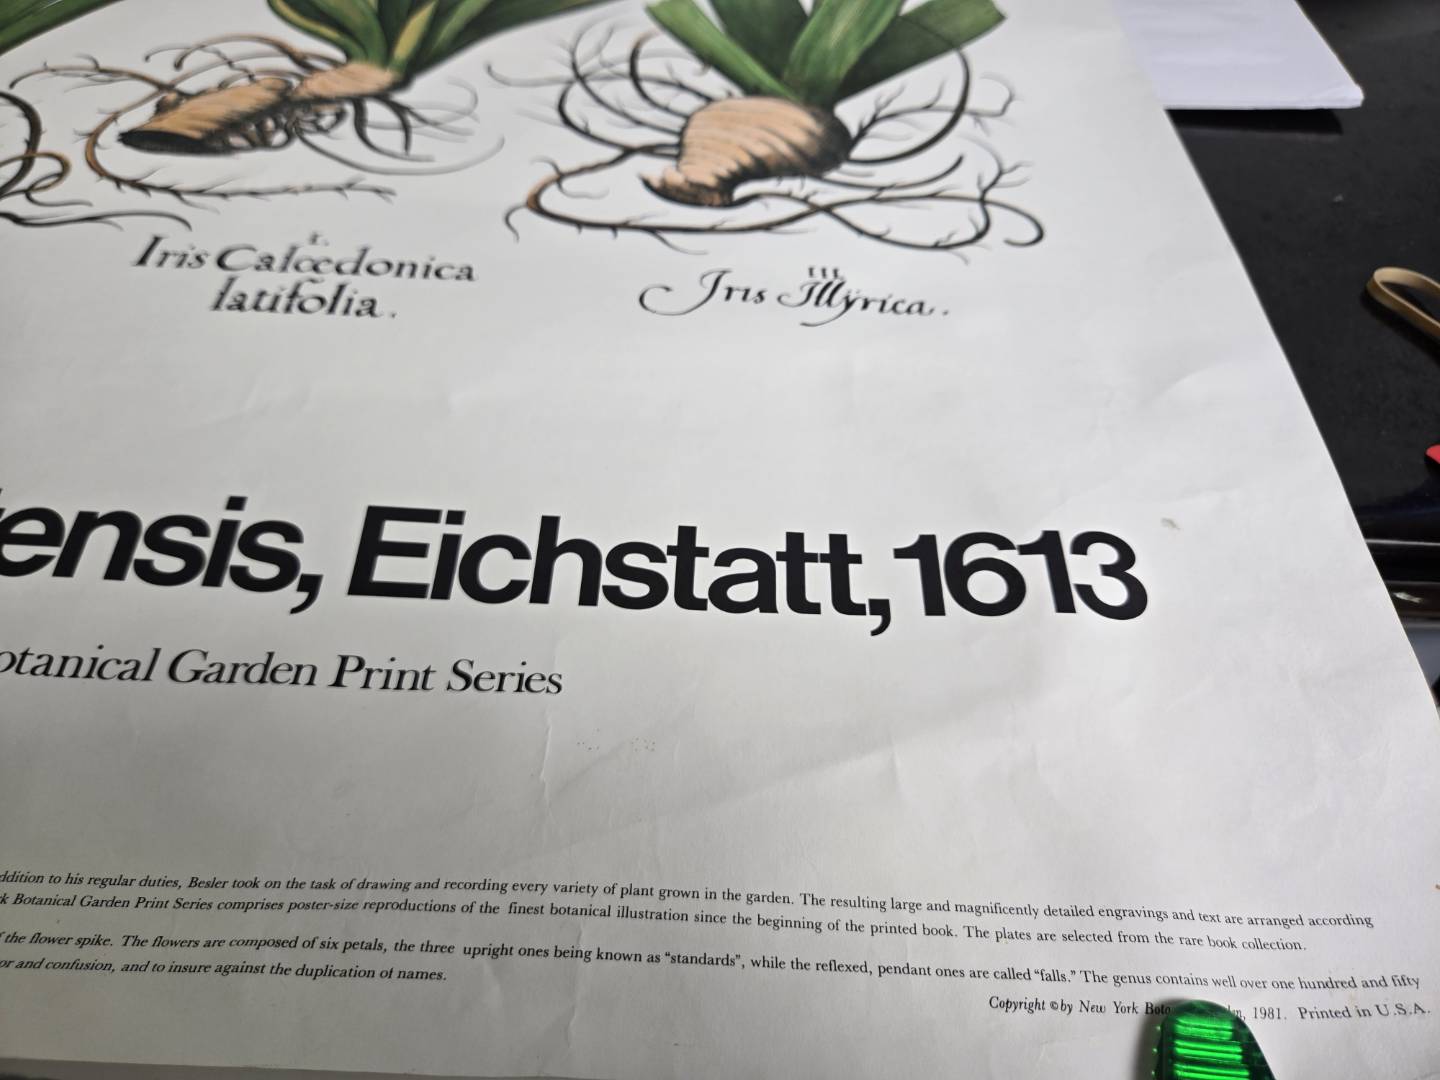 I.
Iris Calcedonica
latifolia.
III.
Iris Illÿrica.
ensis, Eichstatt, 1613
otanical Garden Print Series
ddition to his regular duties, Besler took on the task of drawing and recording every variety of plant grown in the garden. The resulting large and magnificently detailed engravings and text are arranged according
k Botanical Garden Print Series comprises poster-size reproductions of the finest botanical illustration since the beginning of the printed book. The plates are selected from the rare book collection.
the flower spike. The flowers are composed of six petals, the three upright ones being known as "standards", while the reflexed, pendant ones are called "falls." The genus contains well over one hundred and fifty
or and confusion, and to insure against the duplication of names.
Copyright © by New York Bota n, 1981. Printed in U.S.A.